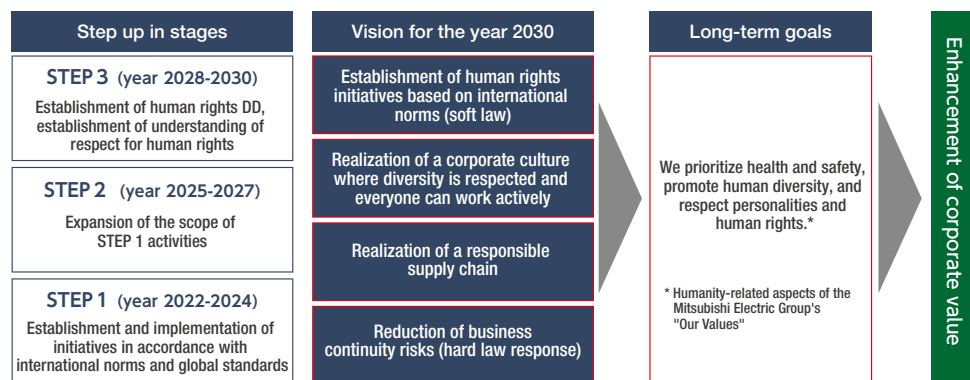 Step up in stages
STEP 3 (year 2028-2030)
Establishment of human rights DD,
establishment of understanding of
respect for human rights
STEP 2 (year 2025-2027)
Expansion of the scope of
STEP 1 activities
STEP 1 (year 2022-2024)
Establishment and implementation of
initiatives in accordance with
international norms and global standards
Vision for the year 2030
Establishment of human rights
initiatives based on international
norms (soft law)
Realization of a corporate culture
where diversity is respected and
everyone can work actively
Realization of a responsible
supply chain
Reduction of business
continuity risks (hard law response)
Long-term goals
We prioritize health and safety,
promote human diversity, and
respect personalities and
human rights.*
* Humanity-related aspects of the
Mitsubishi Electric Group's
"Our Values"
Enhancement of corporate value